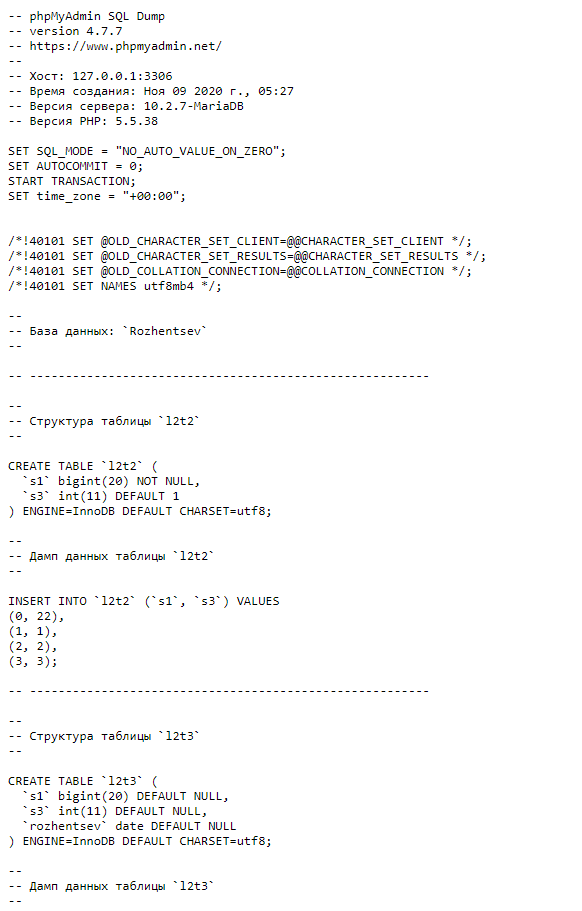 -- phpMyAdmin SQL Dump
-- version 4.7.7
-- https://www.phpmyadmin.net/
--
-- Хост: 127.0.0.1:3306
-- Время создания: Ноя 09 2020 г., 05:27
-- Версия сервера: 10.2.7-MariaDB
-- Версия PHP: 5.5.38
SET SQL_MODE = "NO_AUTO_VALUE_ON_ZERO";
SET AUTOCOMMIT = 0;
START TRANSACTION;
SET time_zone = "+00:00";
/*!40101 SET @OLD_CHARACTER_SET_CLIENT=@@CHARACTER_SET_CLIENT */;
/*!40101 SET @OLD_CHARACTER_SET_RESULTS=@@CHARACTER_SET_RESULTS */;
/*!40101 SET @OLD_COLLATION_CONNECTION=@@COLLATION_CONNECTION */;
/*!40101 SET NAMES utf8mb4 */;
--
-- База данных: `Rozhentsev`
--
-- --------------------------------------------------------
--
-- Структура таблицы `l2t2`
--
CREATE TABLE `l2t2` (
  `s1` bigint(20) NOT NULL,
  `s3` int(11) DEFAULT 1
) ENGINE=InnoDB DEFAULT CHARSET=utf8;
--
-- Дамп данных таблицы `l2t2`
--
INSERT INTO `l2t2` (`s1`, `s3`) VALUES
(0, 22),
(1, 1),
(2, 2),
(3, 3);
-- --------------------------------------------------------
--
-- Структура таблицы `l2t3`
--
CREATE TABLE `l2t3` (
  `s1` bigint(20) DEFAULT NULL,
  `s3` int(11) DEFAULT NULL,
  `rozhentsev` date DEFAULT NULL
) ENGINE=InnoDB DEFAULT CHARSET=utf8;
--
-- Дамп данных таблицы `l2t3`
--